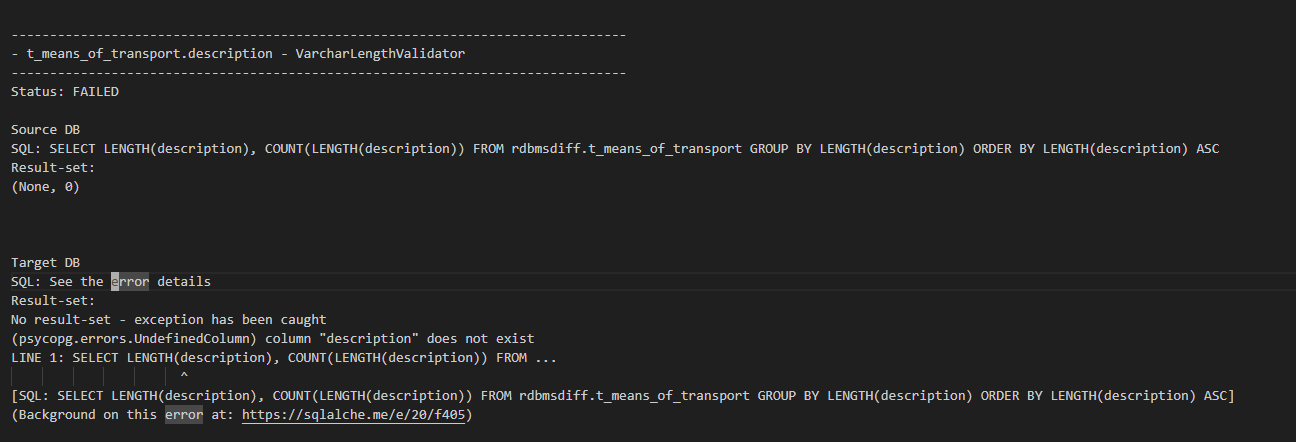 --------------------------------------------------------------------------------
- t_means_of_transport.description - VarcharLengthValidator
--------------------------------------------------------------------------------
Status: FAILED
Source DB
SQL: SELECT LENGTH(description), COUNT(LENGTH(description)) FROM rdbmsdiff.t_means_of_transport GROUP BY LENGTH(description) ORDER BY LENGTH(description) ASC
Result-set:
(None, 0)
Target DB
SQL: See the error details
Result-set:
No result-set - exception has been caught
(psycopg.errors.UndefinedColumn) column "description" does not exist
LINE 1: SELECT LENGTH(description), COUNT(LENGTH(description)) FROM ...
^
[SQL: SELECT LENGTH(description), COUNT(LENGTH(description)) FROM rdbmsdiff.t_means_of_transport GROUP BY LENGTH(description) ORDER BY LENGTH(description) ASC]
(Background on this error at: https://sqlalche.me/e/20/f405)